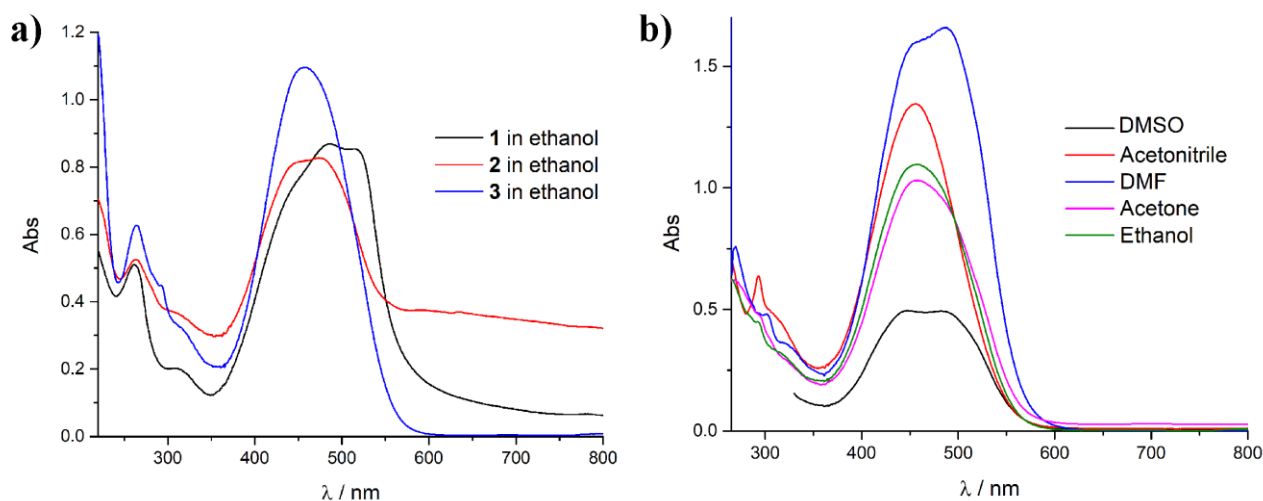 a)
1.2
1.0
0.8
0.6
0.4
0.2
0.0
Abs
300
400
500
600
700
800
λ / nm
1 in ethanol
2 in ethanol
3 in ethanol
b)
1.5
1.0
0.5
0.0
Abs
300
400
500
600
700
800
λ / nm
DMSO
Acetonitrile
DMF
Acetone
Ethanol